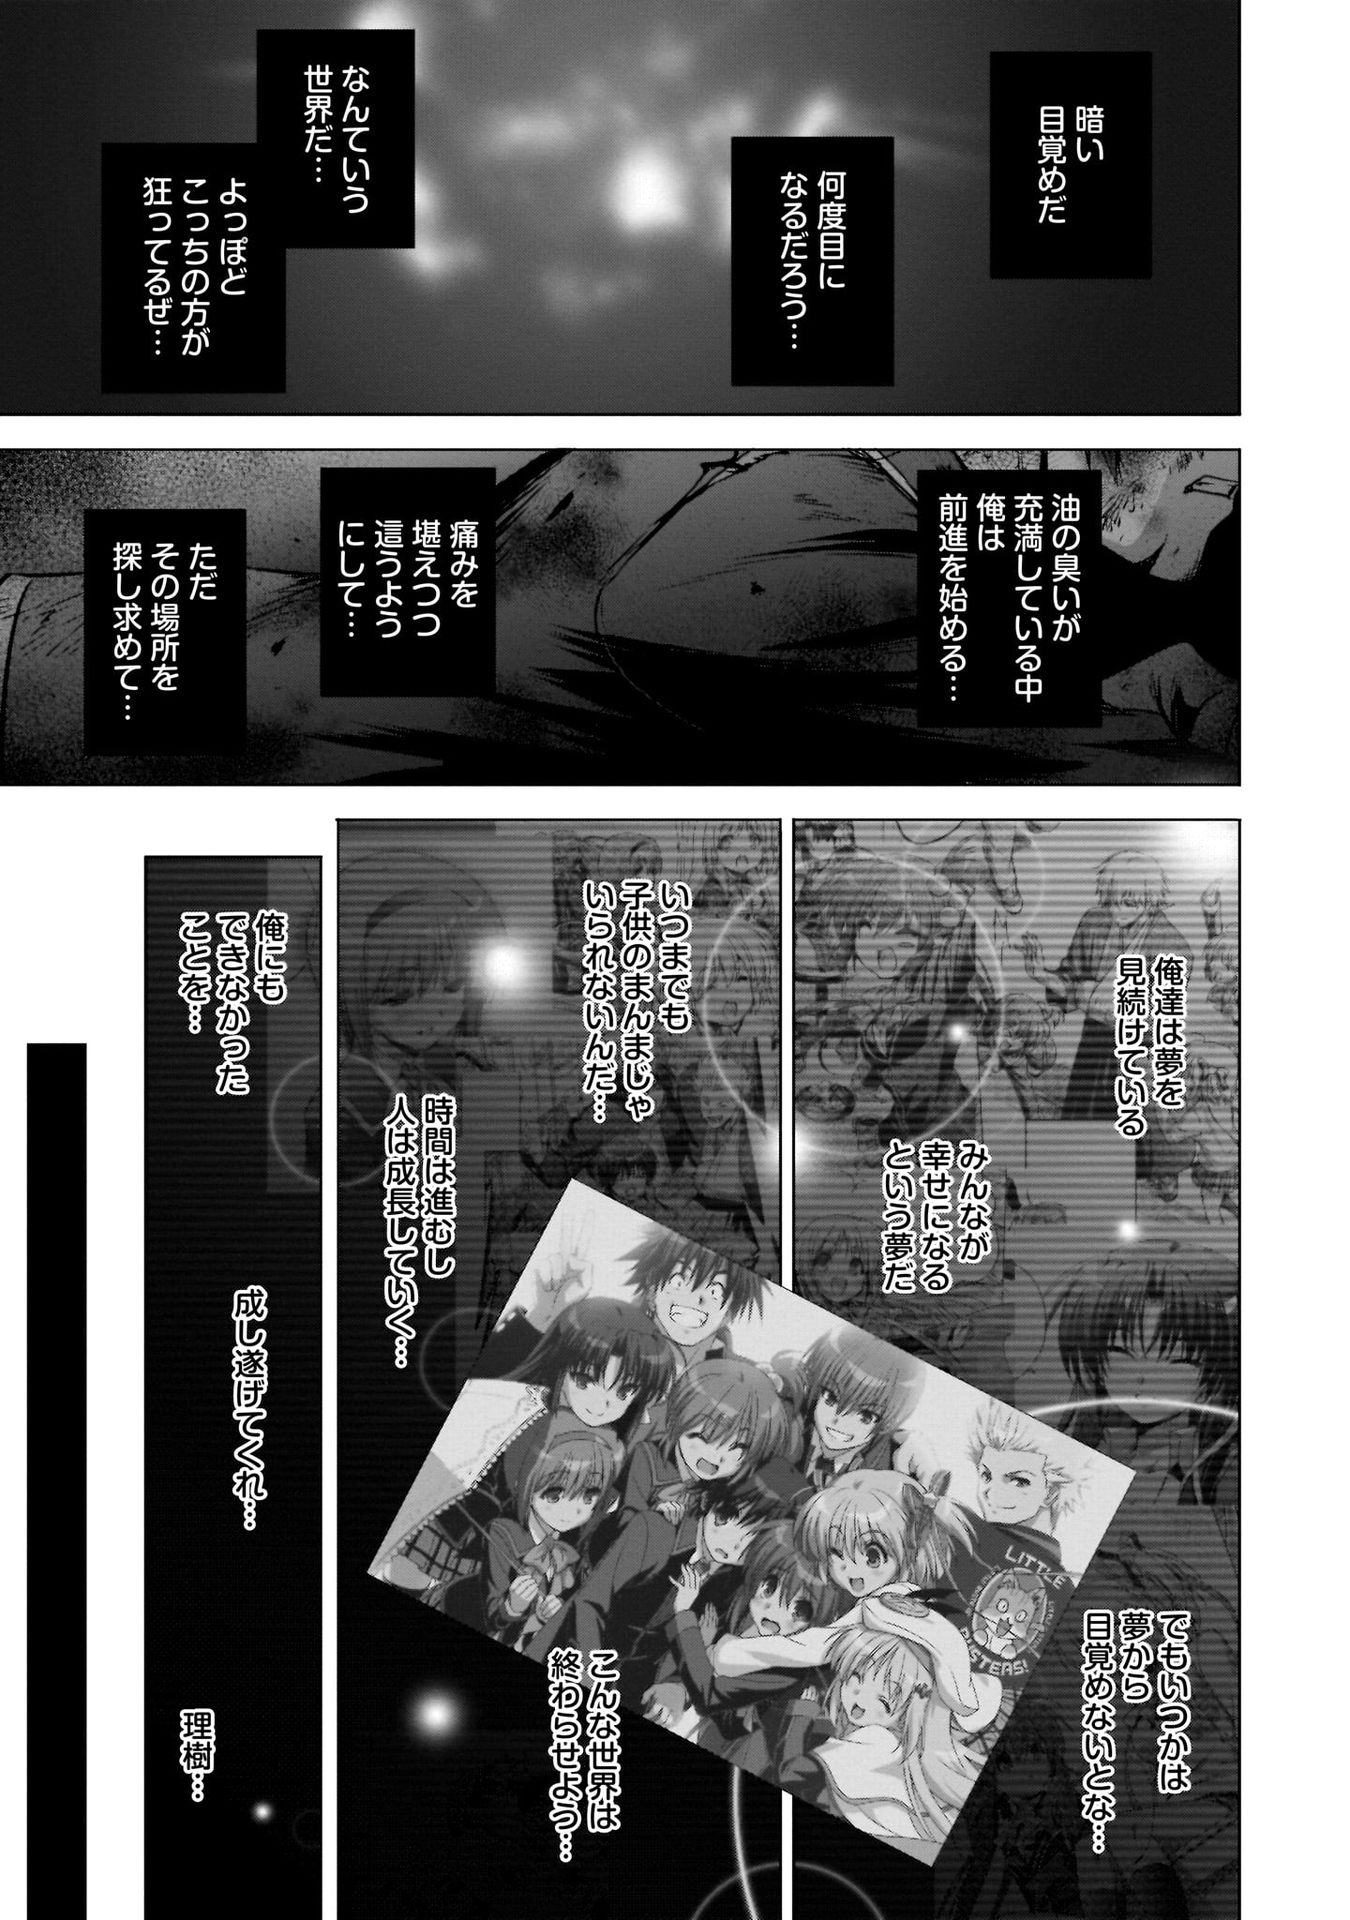 暗い
目覚めだ
何度目に
なるだろう…
なんていう
世界だ…
よっぽど
こっちの方が
狂ってるぜ…
油の臭いが
充満している中
俺は
前進を始める…
痛みを
堪えつつ
這うよう
にして…
ただ
その場所を
探し求めて…
俺達は夢を
見続けている
みんなが
幸せになる
という夢だ
でもいつかは
夢から
目覚めないとな…
いつまでも
子供のまんまじゃ
いられないんだ…
時間は進むし
人は成長していく…
こんな世界は
終わらせよう…
LITTLE
BUSTERS!
俺にも
できなかった
ことを…
成し遂げてくれ…
理樹…